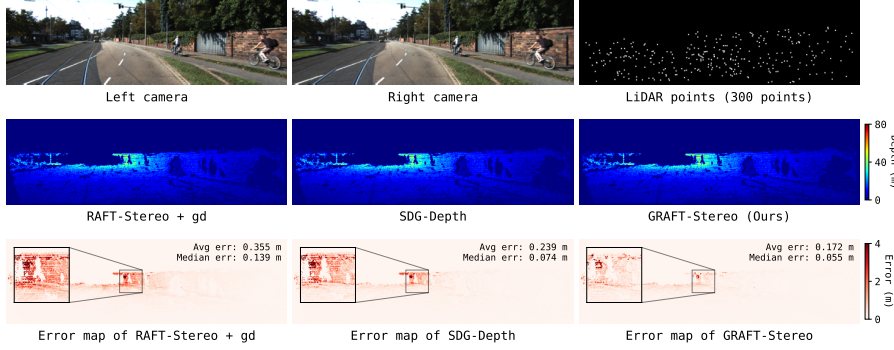 Left camera
Right camera
LiDAR points (300 points)
80
40
0
RAFT-Stereo + gd
SDG-Depth
GRAFT-Stereo (Ours)
Avg err: 0.355 m
Median err: 0.139 m
Avg err: 0.239 m
Median err: 0.074 m
Avg err: 0.172 m
Median err: 0.055 m
4
2
0
Error (m)
Error map of RAFT-Stereo + gd
Error map of SDG-Depth
Error map of GRAFT-Stereo